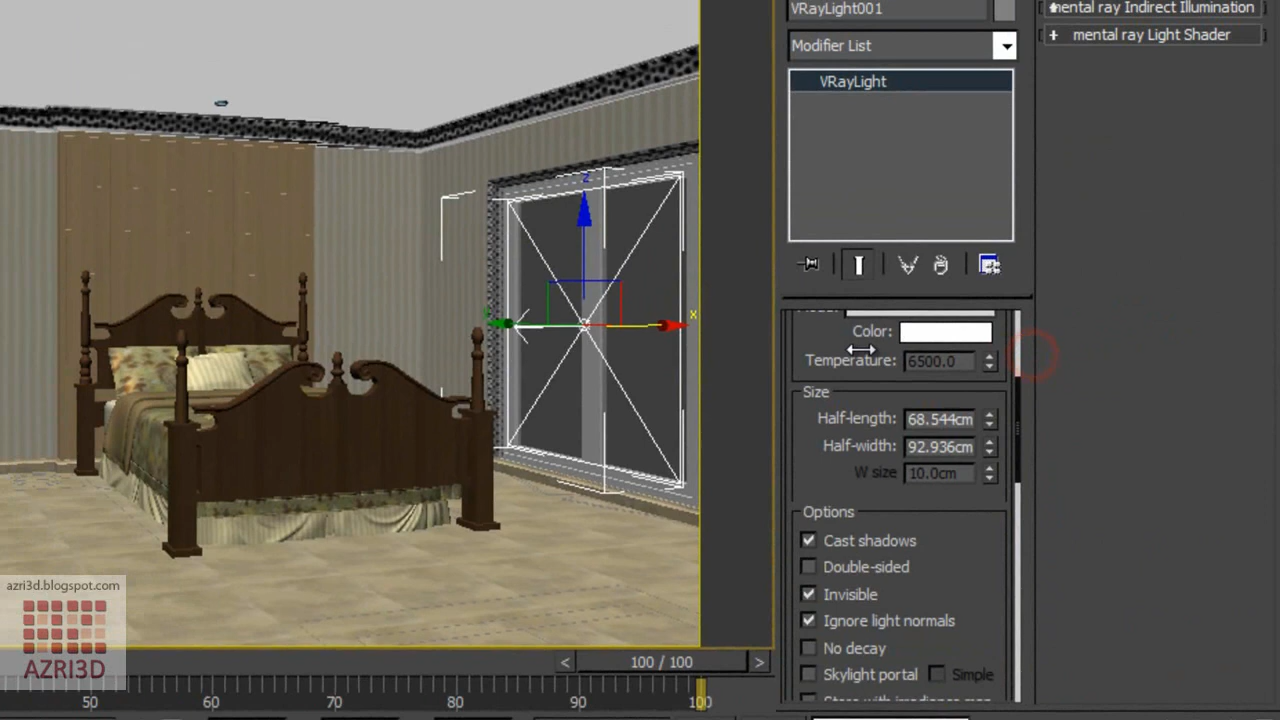 VRayLight001
mental ray Indirect Illumination
+ mental ray Light Shader
Modifier List
VRayLight
z
x
Color:
Temperature: 6500.0
Size
Half-length: 68.544cm
Half-width: 92.936cm
W size 10.0cm
Options
Cast shadows
Double-sided
Invisible
Ignore light normals
No decay
Skylight portal Simple
azri3d.blogspot.com
AZRI3D
< 100 / 100 >
50 60 70 80 90 100